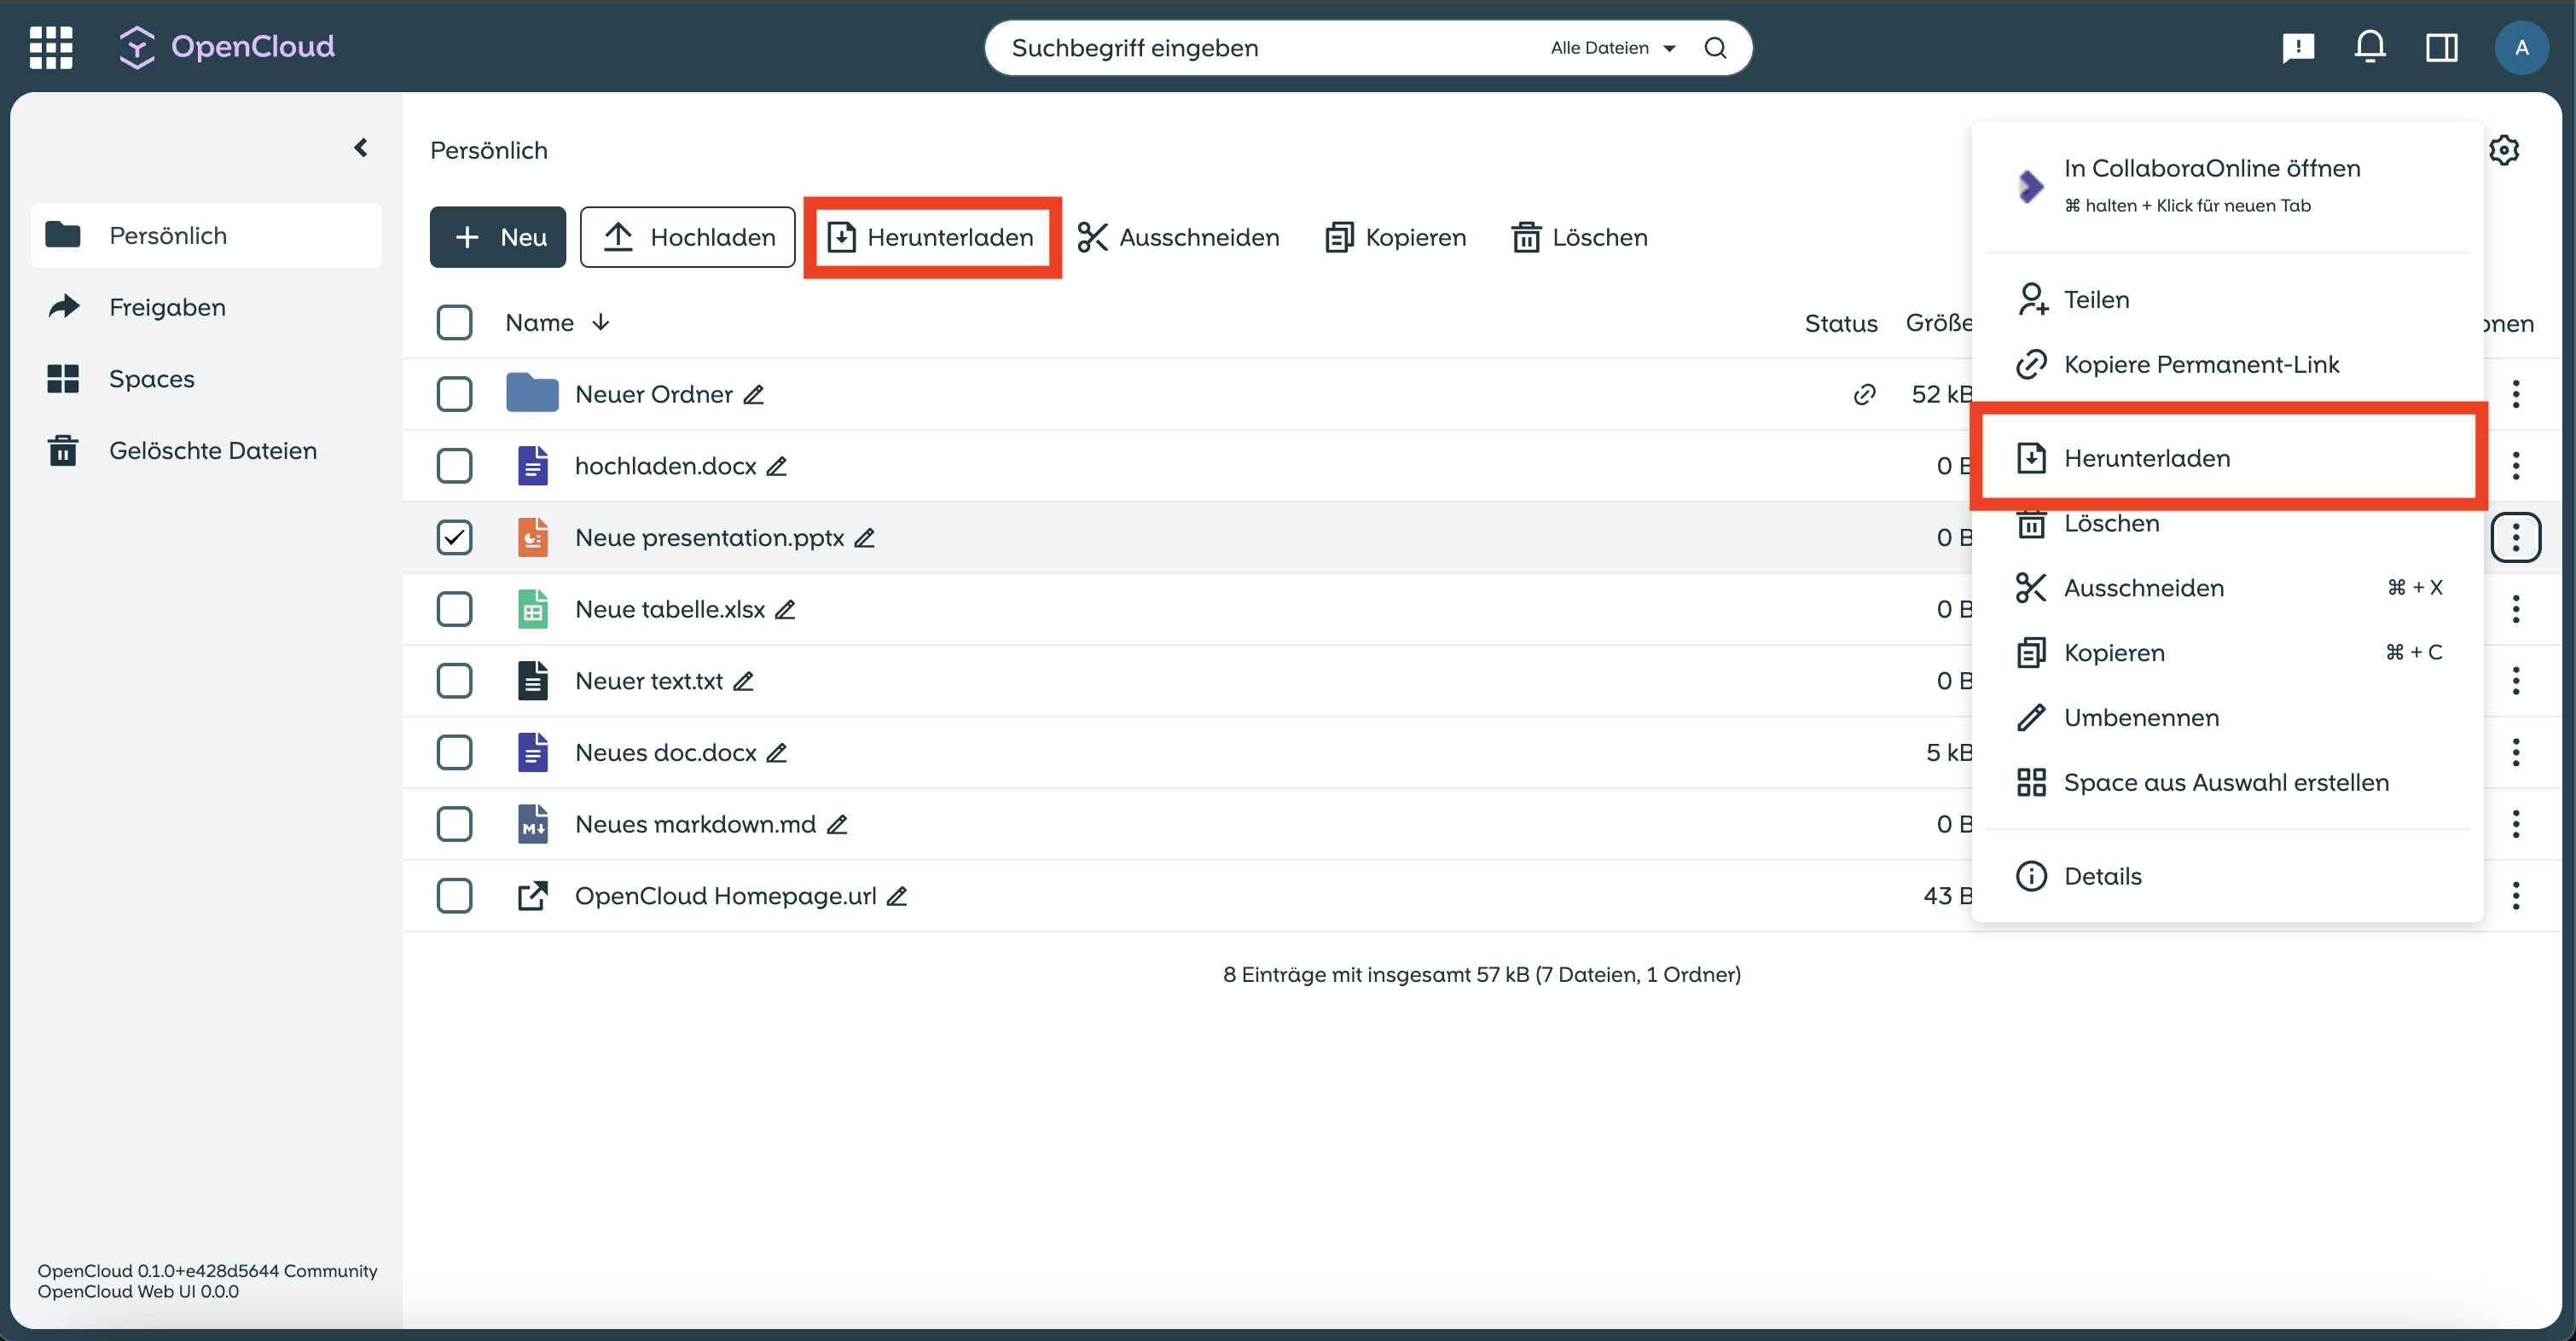 OpenCloud
Suchbegriff eingeben
Alle Dateien
A
Persönlich
Freigaben
Spaces
Gelöschte Dateien
Persönlich
Neu
Hochladen
Herunterladen
Ausschneiden
Kopieren
Löschen
Name
Status
Größe
onen
Neuer Ordner
52 kB
hochladen.docx
0 B
Neue presentation.pptx
0 B
Neue tabelle.xlsx
0 B
Neuer text.txt
0 B
Neues doc.docx
5 kB
M
Neues markdown.md
0 B
OpenCloud Homepage.url
43 B
8 Einträge mit insgesamt 57 kB (7 Dateien, 1 Ordner)
In CollaboraOnline öffnen
⌘ halten + Klick für neuen Tab
Teilen
Kopiere Permanent-Link
Herunterladen
Löschen
Ausschneiden ⌘ + X
Kopieren ⌘ + C
Umbenennen
Space aus Auswahl erstellen
Details
OpenCloud 0.1.0+e428d5644 Community
OpenCloud Web UI 0.0.0